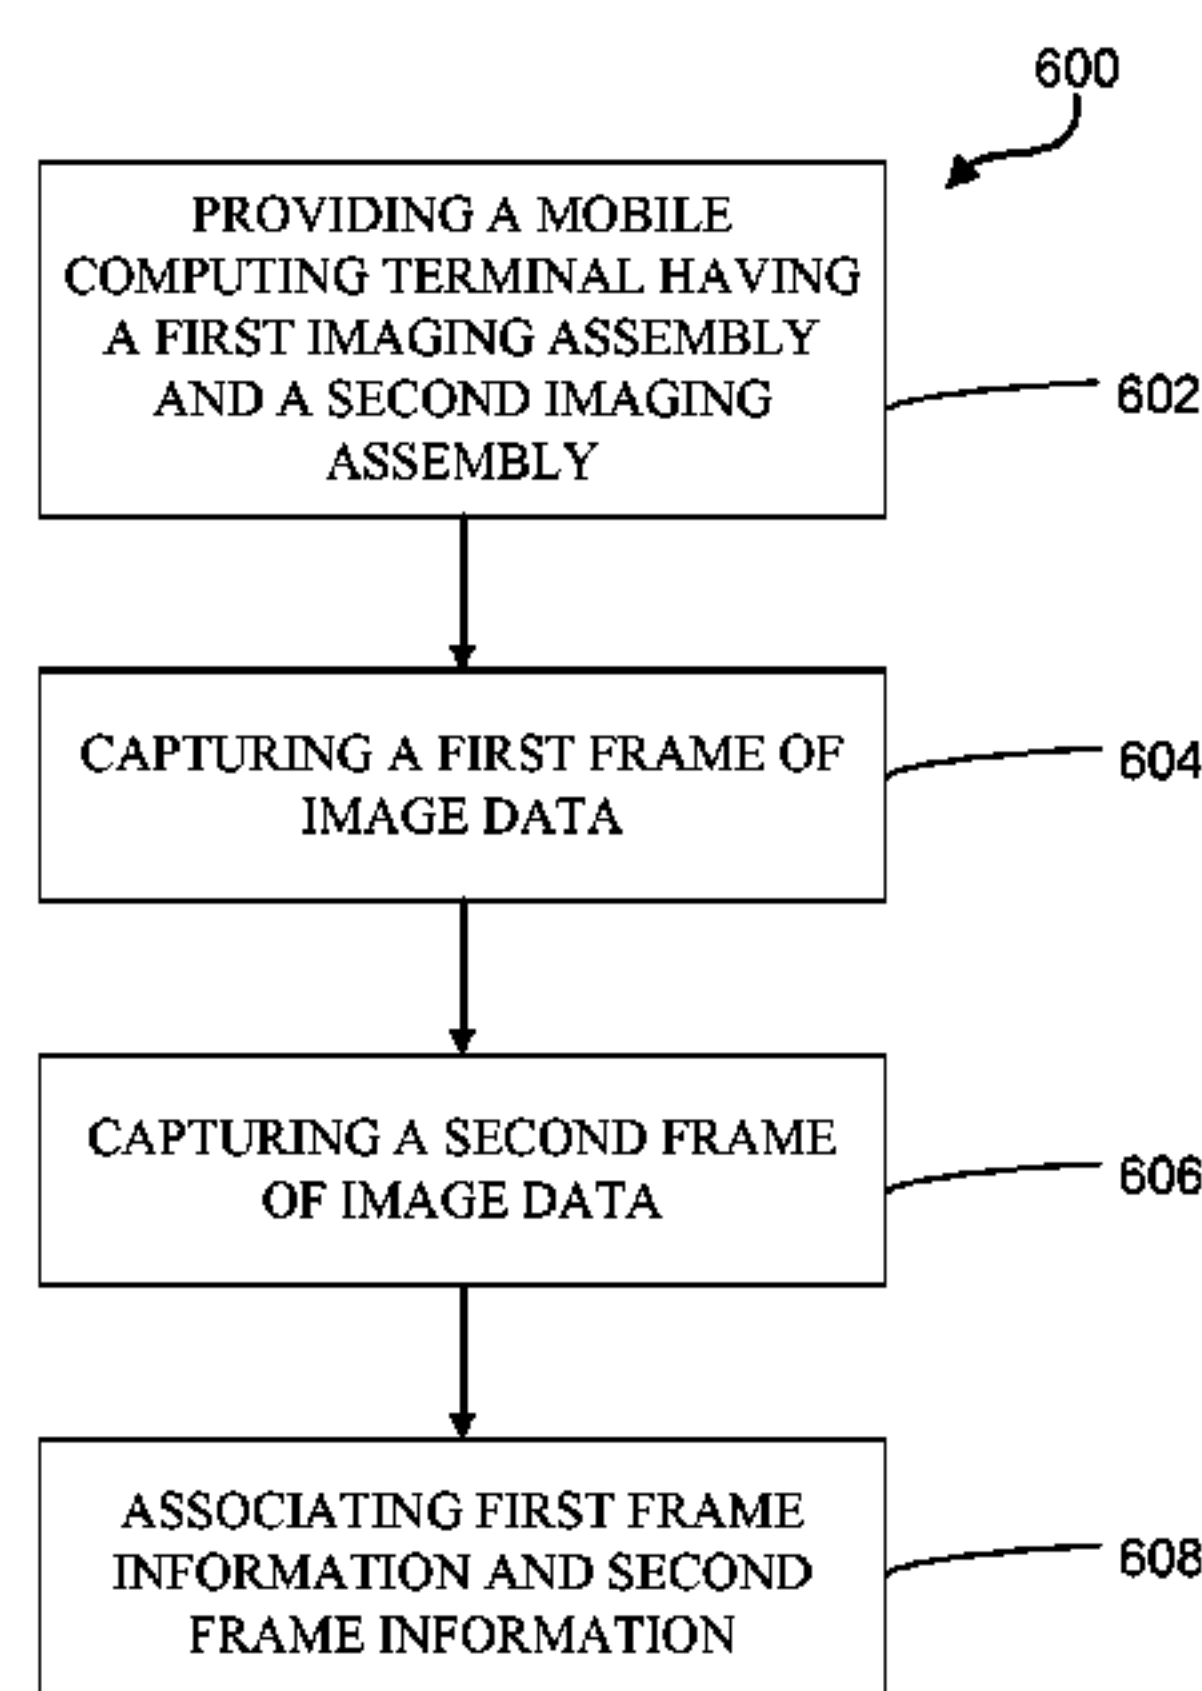 600
PROVIDING A MOBILE
COMPUTING TERMINAL HAVING
A FIRST IMAGING ASSEMBLY
AND A SECOND IMAGING
ASSEMBLY
602
CAPTURING A FIRST FRAME OF
IMAGE DATA
604
CAPTURING A SECOND FRAME
OF IMAGE DATA
606
ASSOCIATING FIRST FRAME
INFORMATION AND SECOND
FRAME INFORMATION
608